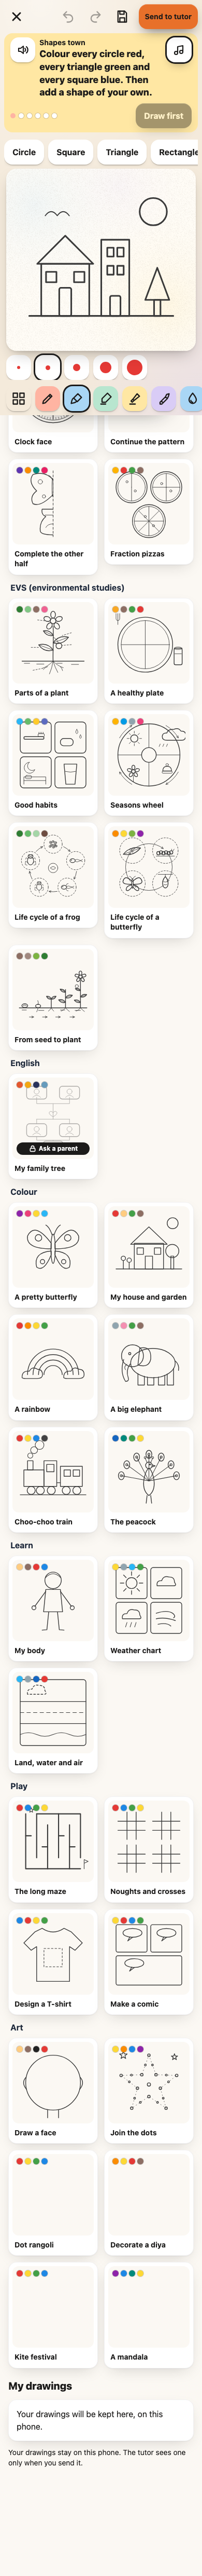 Send to tutor
Shapes town
Colour every circle red,
every triangle green and
every square blue. Then
add a shape of your own.
Draw first
Circle
Square
Triangle
Rectangle
Clock face
Continue the pattern
Complete the other
half
Fraction pizzas
EVS (environmental studies)
Parts of a plant
A healthy plate
Good habits
Seasons wheel
Life cycle of a frog
Life cycle of a
butterfly
From seed to plant
English
Ask a parent
My family tree
Colour
A pretty butterfly
My house and garden
A rainbow
A big elephant
Choo-choo train
The peacock
Learn
My body
Weather chart
Land, water and air
Play
The long maze
Noughts and crosses
Design a T-shirt
Make a comic
Art
Draw a face
Join the dots
Dot rangoli
Decorate a diya
Kite festival
A mandala
My drawings
Your drawings will be kept here, on this
phone.
Your drawings stay on this phone. The tutor sees one
only when you send it.